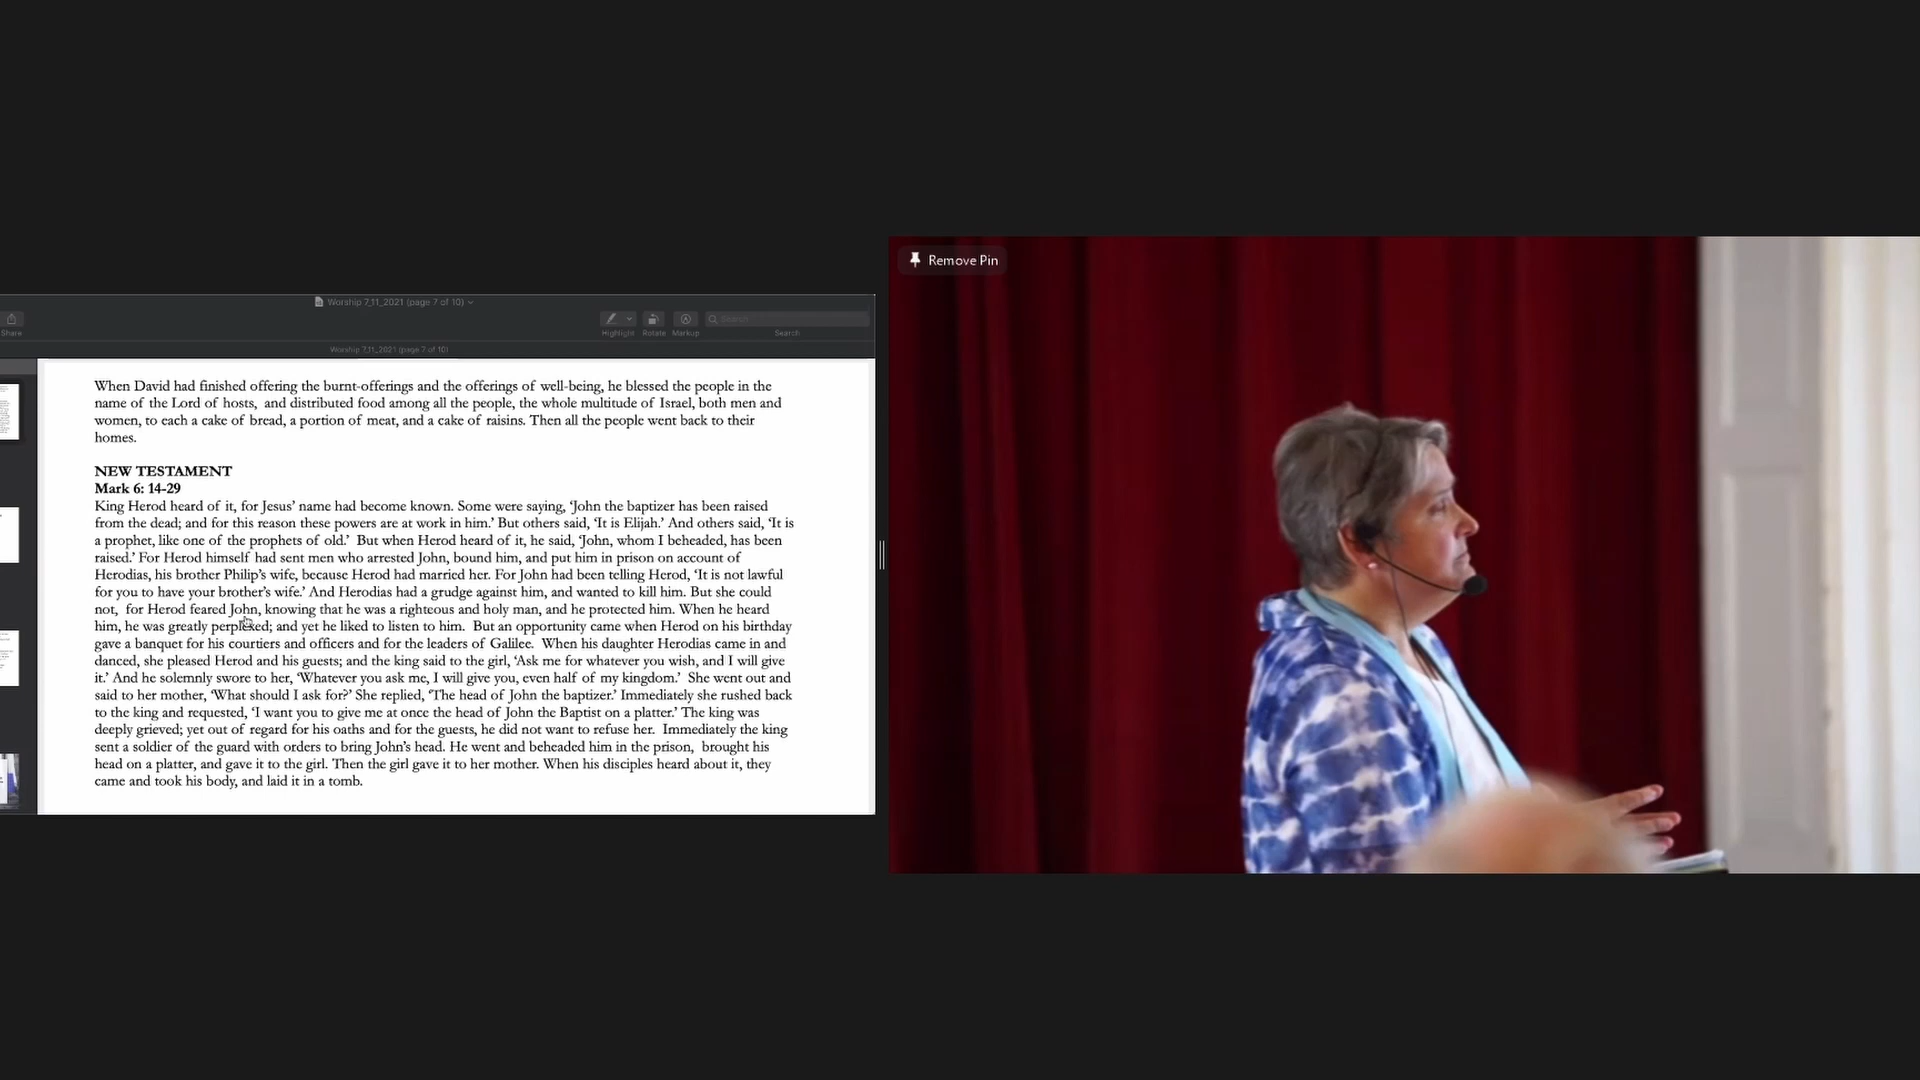 Worship 7_11_2021 (page 7 of 10)
Share
Highlight
Rotate
Markup
Search
Search
Worship 7_11_2021 (page 7 of 10)
When David had finished offering the burnt-offerings and the offerings of well-being, he blessed the people in the
name of the Lord of hosts,  and distributed food among all the people, the whole multitude of Israel, both men and
women, to each a cake of bread, a portion of meat, and a cake of raisins. Then all the people went back to their
homes.
NEW TESTAMENT
Mark 6: 14-29
King Herod heard of it, for Jesus’ name had become known. Some were saying, ‘John the baptizer has been raised
from the dead; and for this reason these powers are at work in him.’ But others said, ‘It is Elijah.’ And others said, ‘It is
a prophet, like one of the prophets of old.’  But when Herod heard of it, he said, ‘John, whom I beheaded, has been
raised.’ For Herod himself had sent men who arrested John, bound him, and put him in prison on account of
Herodias, his brother Philip’s wife, because Herod had married her. For John had been telling Herod, ‘It is not lawful
for you to have your brother’s wife.’ And Herodias had a grudge against him, and wanted to kill him. But she could
not,  for Herod feared John, knowing that he was a righteous and holy man, and he protected him. When he heard
him, he was greatly perplexed; and yet he liked to listen to him.  But an opportunity came when Herod on his birthday
gave a banquet for his courtiers and officers and for the leaders of Galilee.  When his daughter Herodias came in and
danced, she pleased Herod and his guests; and the king said to the girl, ‘Ask me for whatever you wish, and I will give
it.’ And he solemnly swore to her, ‘Whatever you ask me, I will give you, even half of my kingdom.’  She went out and
said to her mother, ‘What should I ask for?’ She replied, ‘The head of John the baptizer.’ Immediately she rushed back
to the king and requested, ‘I want you to give me at once the head of John the Baptist on a platter.’ The king was
deeply grieved; yet out of regard for his oaths and for the guests, he did not want to refuse her.  Immediately the king
sent a soldier of the guard with orders to bring John’s head. He went and beheaded him in the prison,  brought his
head on a platter, and gave it to the girl. Then the girl gave it to her mother. When his disciples heard about it, they
came and took his body, and laid it in a tomb.
Remove Pin